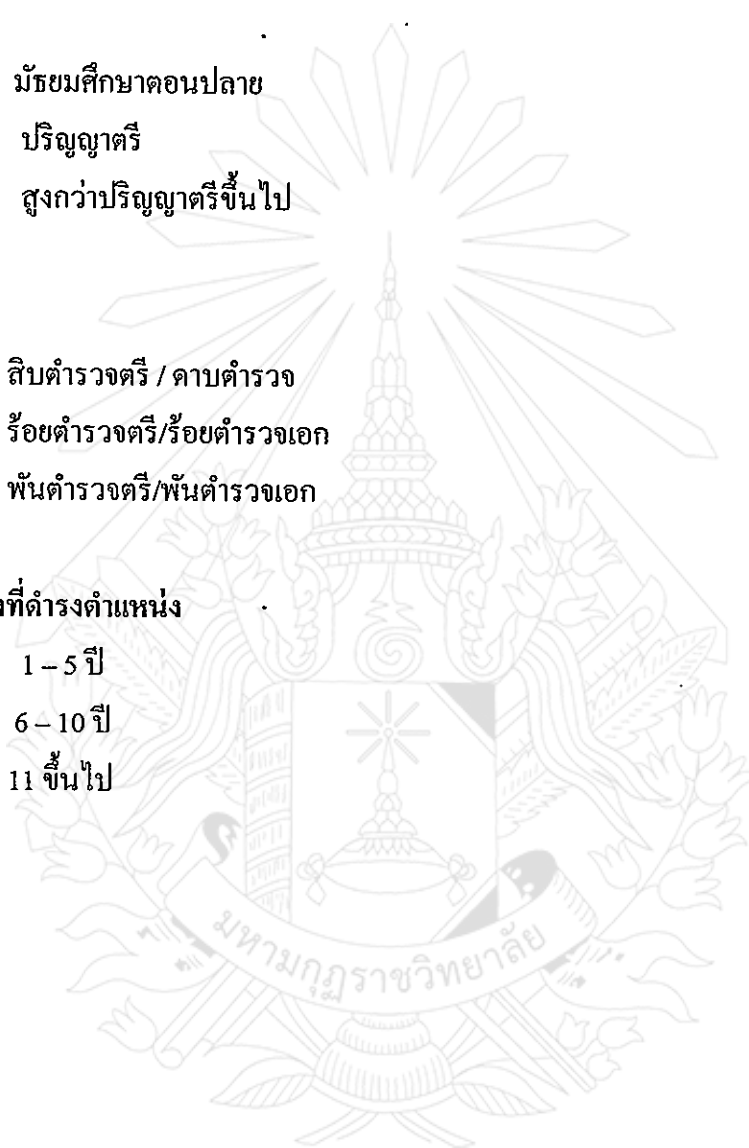 มัธยมศึกษาตอนปลาย
ปริญญาตรี
สูงกว่าปริญญาตรีขึ้นไป
สิบตำรวจตรี / ดาบตำรวจ
ร้อยตำรวจตรี/ร้อยตำรวจเอก
พันตำรวจตรี/พันตำรวจเอก
ที่ดำรงตำแหน่ง
1 – 5 ปี
6 – 10 ปี
11 ขึ้นไป
มหามกุฏราชวิทยาลัย